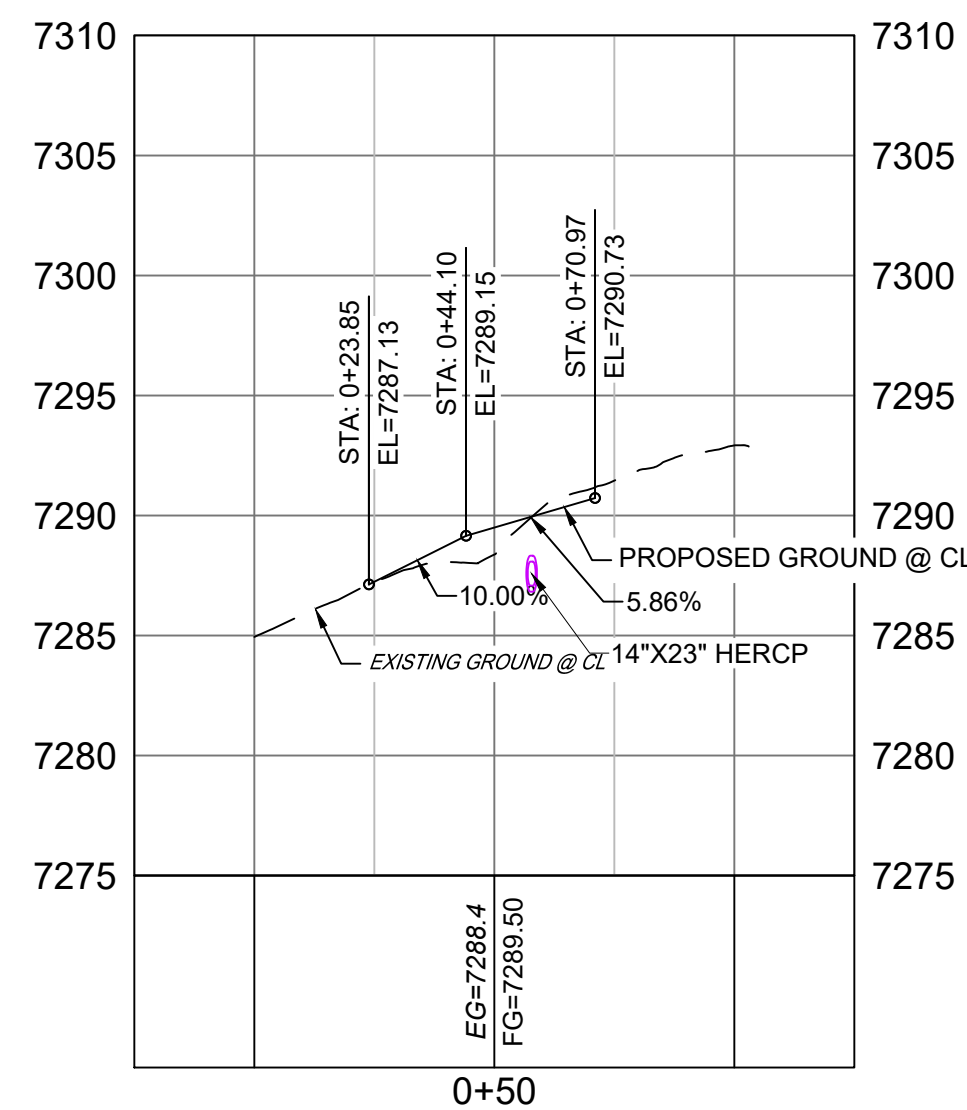 7310
7310
7305
7305
7300
7300
7295
7295
7290
7290
7285
7285
7280
7280
7275
7275
STA: 0+23.85
EL=7287.13
STA: 0+44.10
EL=7289.15
STA: 0+70.97
EL=7290.73
PROPOSED GROUND @ CL
10.00%
5.86%
EXISTING GROUND @ CL
14"X23" HERCP
EG=7288.4
FG=7289.50
0+50